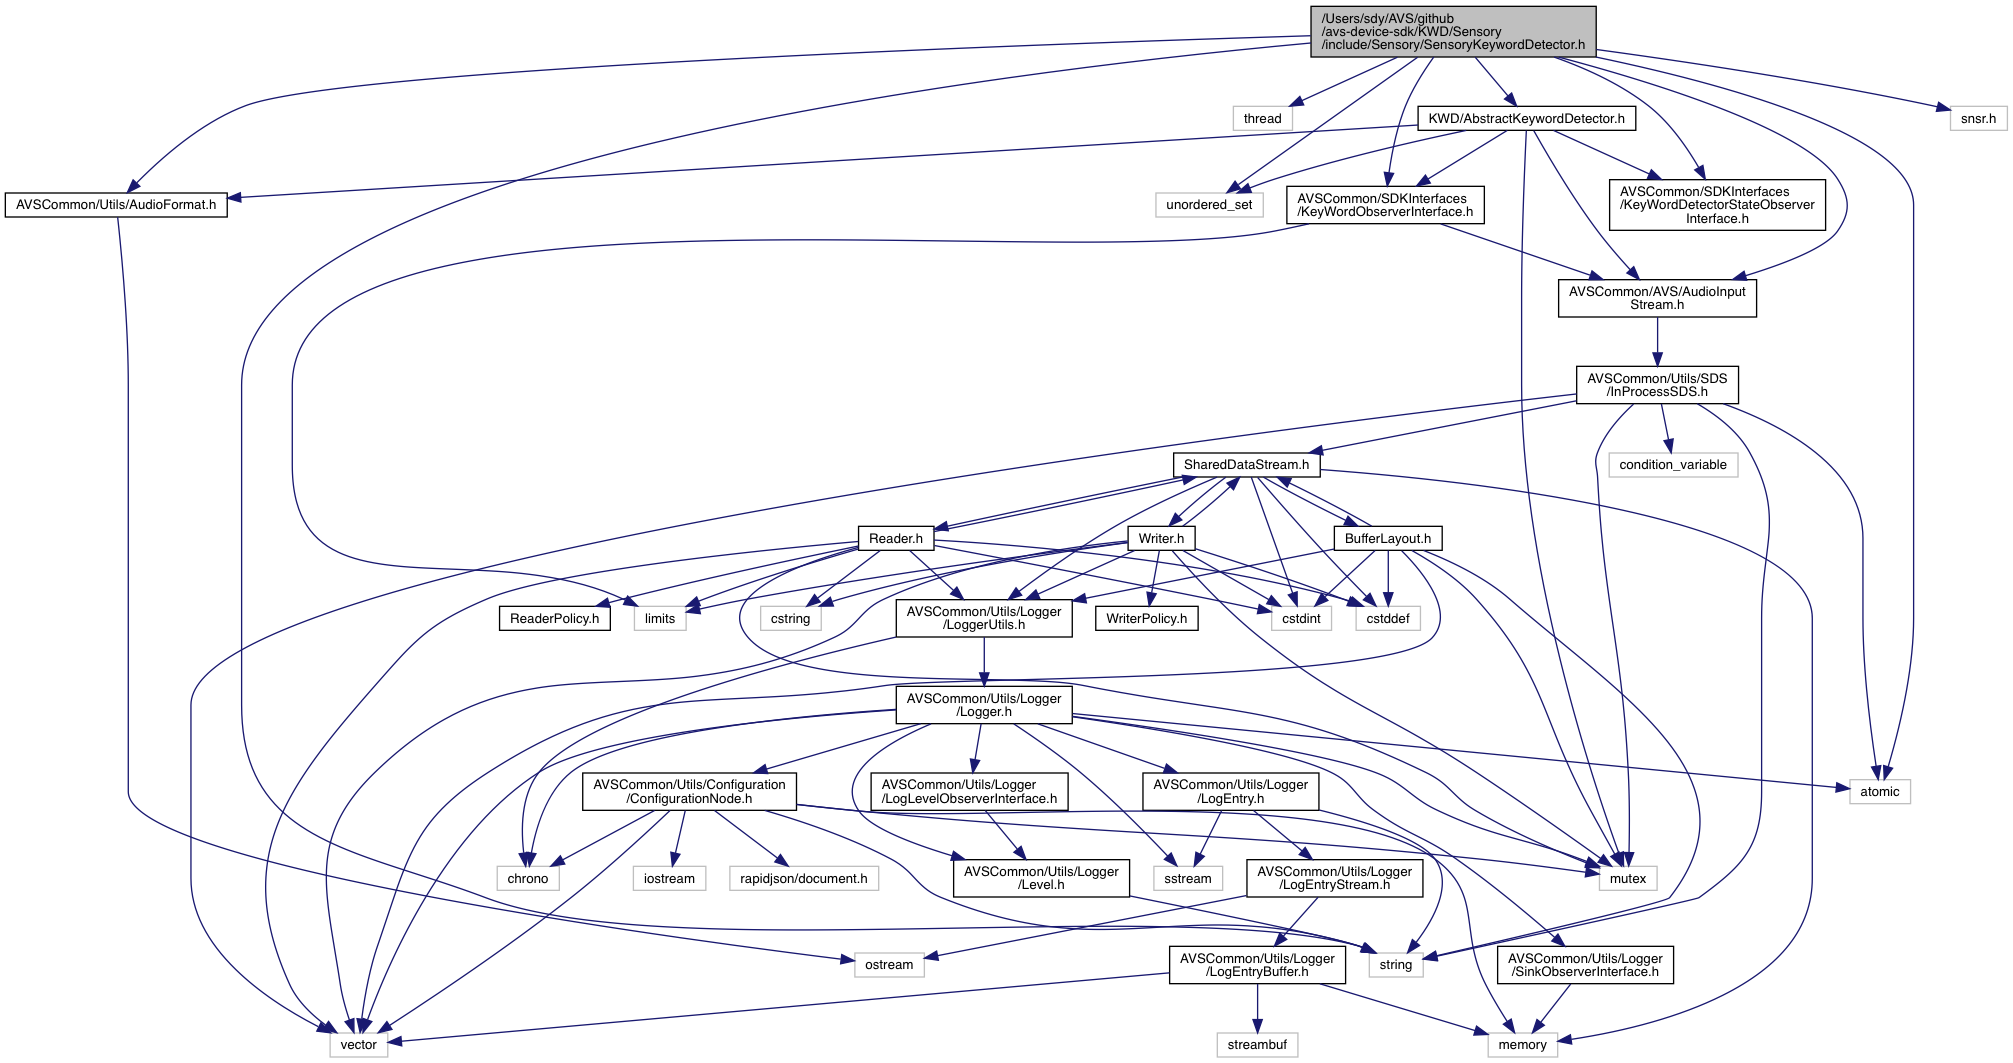 /Users/sdy/AVS/github
/avs-device-sdk/KWD/Sensory
/include/Sensory/SensoryKeywordDetector.h
thread
KWD/AbstractKeywordDetector.h
snsr.h
AVSCommon/Utils/AudioFormat.h
unordered_set
AVSCommon/SDKInterfaces
/KeyWordObserverInterface.h
AVSCommon/SDKInterfaces
/KeyWordDetectorStateObserver
Interface.h
AVSCommon/AVS/AudioInput
Stream.h
AVSCommon/Utils/SDS
/InProcessSDS.h
SharedDataStream.h
condition_variable
Reader.h
Writer.h
BufferLayout.h
ReaderPolicy.h
limits
cstring
AVSCommon/Utils/Logger
/LoggerUtils.h
WriterPolicy.h
cstdint
cstddef
AVSCommon/Utils/Logger
/Logger.h
AVSCommon/Utils/Configuration
/ConfigurationNode.h
AVSCommon/Utils/Logger
/LogLevelObserverInterface.h
AVSCommon/Utils/Logger
/LogEntry.h
atomic
chrono
iostream
rapidjson/document.h
AVSCommon/Utils/Logger
/Level.h
sstream
AVSCommon/Utils/Logger
/LogEntryStream.h
mutex
ostream
AVSCommon/Utils/Logger
/LogEntryBuffer.h
string
AVSCommon/Utils/Logger
/SinkObserverInterface.h
vector
streambuf
memory